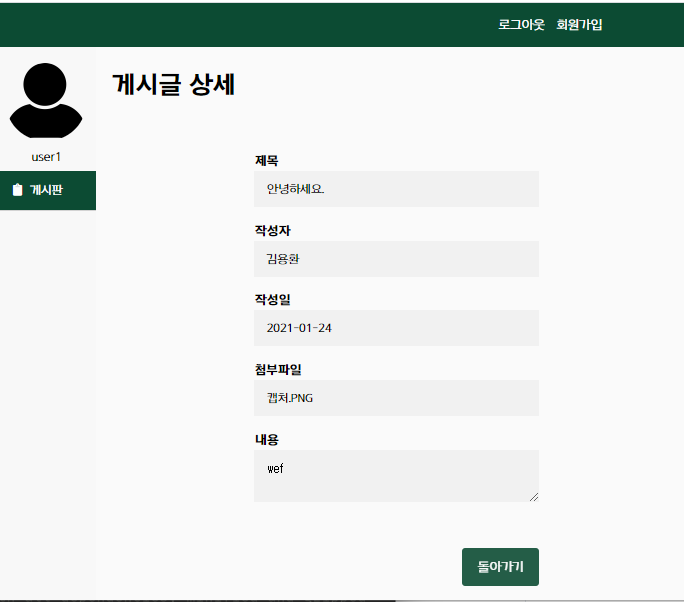 로그아웃 회원가입
게시글 상세
user1
게시판
제목
안녕하세요.
작성자
김용환
작성일
2021-01-24
첨부파일
캡처.PNG
내용
wef
돌아가기